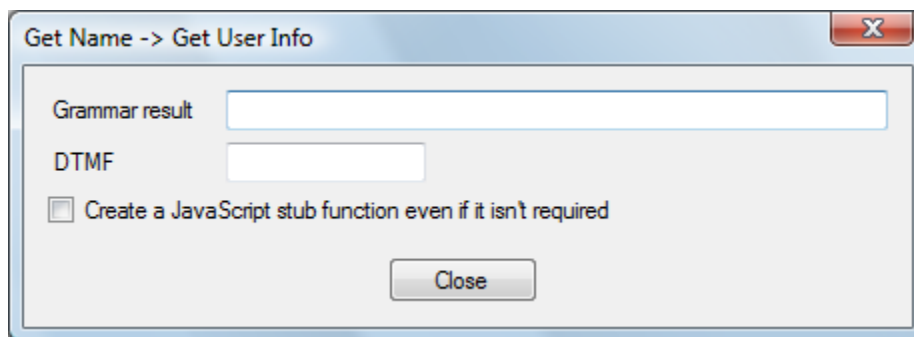 Get Name -> Get User Info
Grammar result
DTMF
Create a JavaScript stub function even if it isn't required
Close